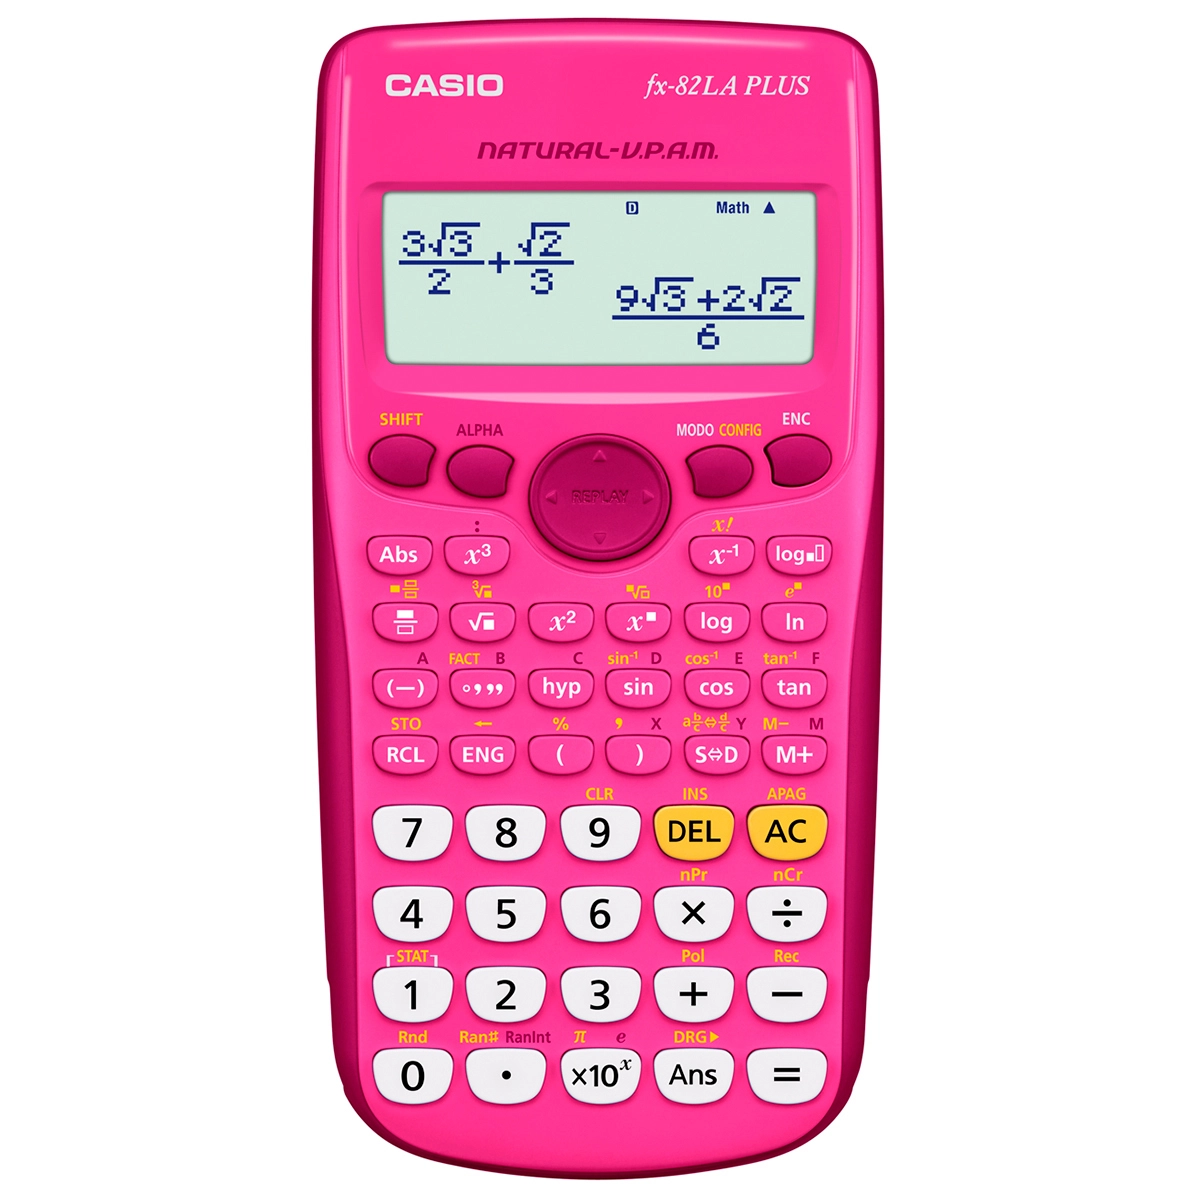 CASIO fx-82LA PLUS
NATURAL-V.P.A.M.
D Math ▲
3√3/2 + √2/3
(9√3+2√2)/6
SHIFT ALPHA MODO CONFIG ENC
REPLAY
: x!
Abs x³ x⁻¹ log■□
■■/□ ³√■ ■√□ 10■ e■
■/□ √■ x² x■ log ln
A FACT B C sin⁻¹ D cos⁻¹ E tan⁻¹ F
(−) ° ’ ’’ hyp sin cos tan
STO ← % , X a b/c⇔d/c Y M− M
RCL ENG ( ) S⇔D M+
CLR INS APAG
7 8 9 DEL AC
nPr nCr
4 5 6 × ÷
STAT Pol Rec
1 2 3 + −
Rnd Ran# RanInt π e DRG▶
0 · ×10ˣ Ans =